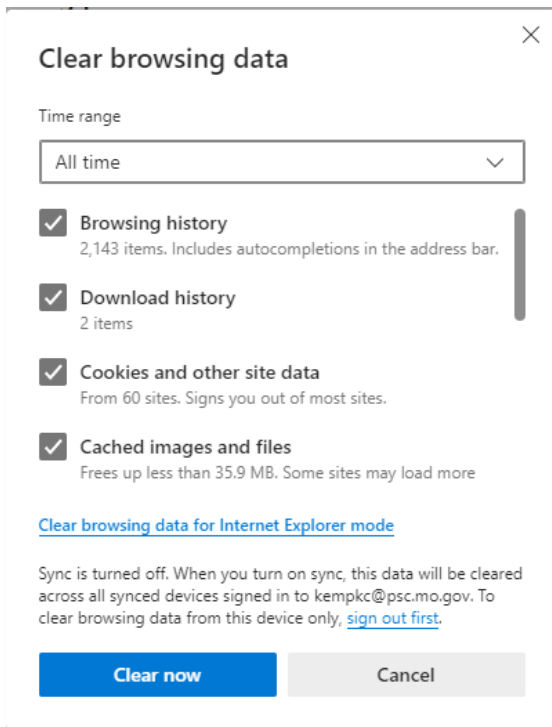 Clear browsing data
Time range
All time
Browsing history
2,143 items. Includes autocompletions in the address bar.
Download history
2 items
Cookies and other site data
From 60 sites. Signs you out of most sites.
Cached images and files
Frees up less than 35.9 MB. Some sites may load more
Clear browsing data for Internet Explorer mode
Sync is turned off. When you turn on sync, this data will be cleared
across all synced devices signed in to kempkc@psc.mo.gov. To
clear browsing data from this device only, sign out first.
Clear now
Cancel